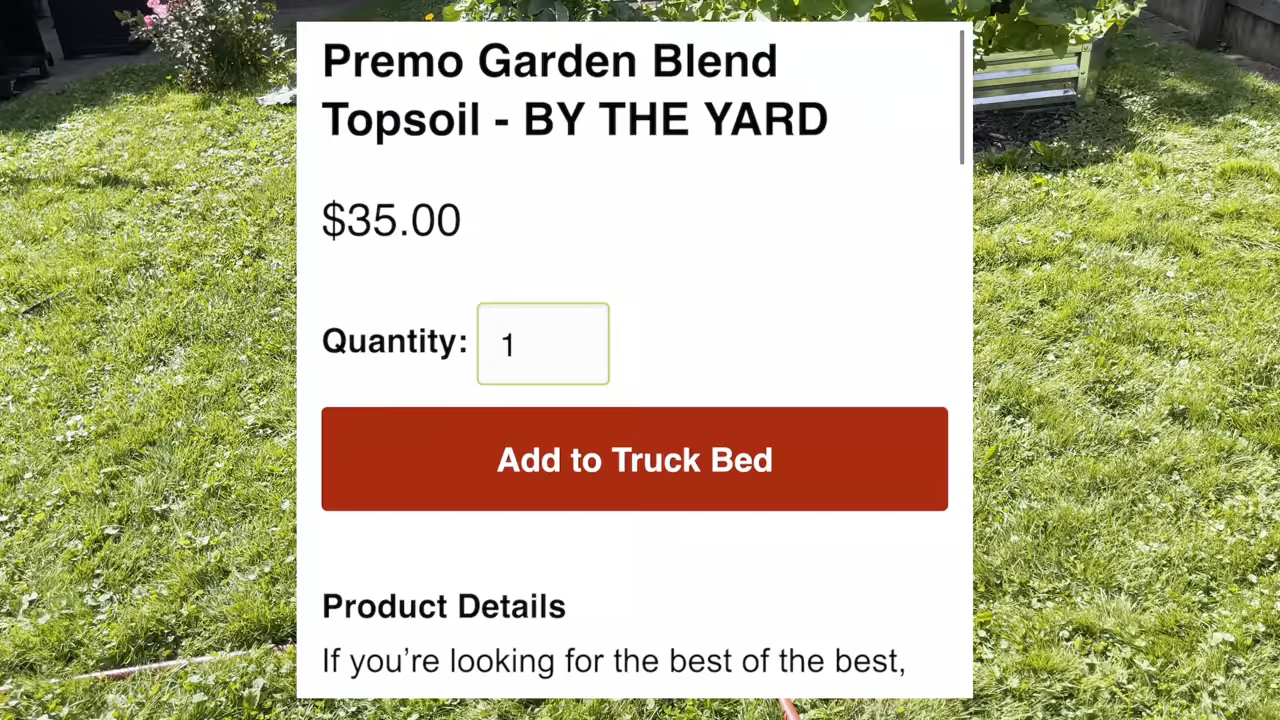 Premo Garden Blend
Topsoil - BY THE YARD
$35.00
Quantity: 1
Add to Truck Bed
Product Details
If you’re looking for the best of the best,